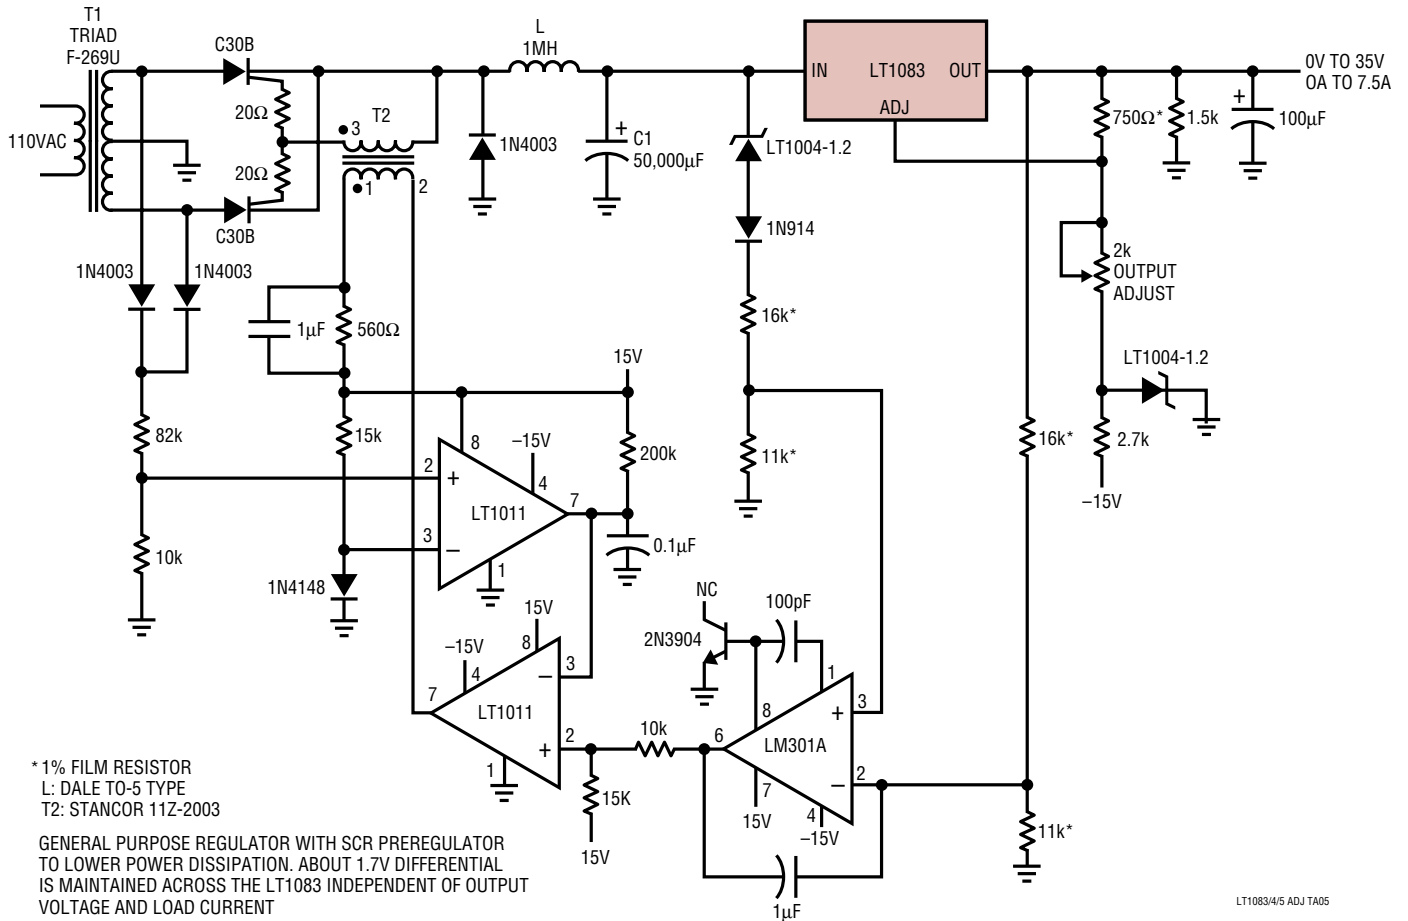 T1
TRIAD
F-269U
C30B
L
1MH
IN
LT1083
OUT
ADJ
0V TO 35V
OA TO 7.5A
110VAC
20Ω
20Ω
T2
3
1
2
C30B
1N4003
+
C1
50,000µF
LT1004-1.2
750Ω*
1.5k
+
100µF
1N914
1N4003
1N4003
2k
OUTPUT
ADJUST
1µF
560Ω
16k*
15V
LT1004-1.2
82k
15k
8
–15V
4
200k
11k*
16k*
2.7k
–15V
2
+
3
–
LT1011
7
1
0.1µF
10k
1N4148
NC
100pF
2N3904
15V
8
–15V
4
3
–
7
LT1011
2
+
1
10k
15K
15V
1
8
3
+
6
LM301A
2
–
7
15V
4
–15V
11k*
1µF
* 1% FILM RESISTOR
L: DALE TO-5 TYPE
T2: STANCOR 11Z-2003
GENERAL PURPOSE REGULATOR WITH SCR PREREGULATOR
TO LOWER POWER DISSIPATION. ABOUT 1.7V DIFFERENTIAL
IS MAINTAINED ACROSS THE LT1083 INDEPENDENT OF OUTPUT
VOLTAGE AND LOAD CURRENT
LT1083/4/5 ADJ TA05